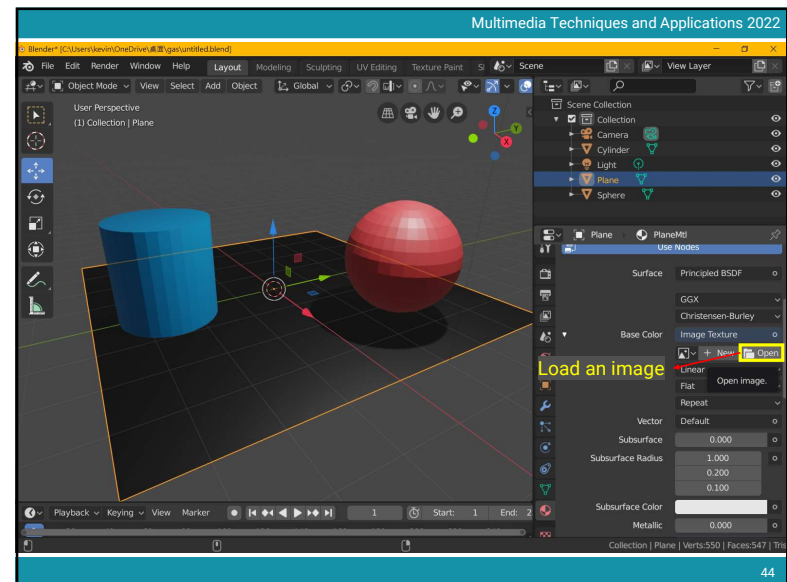 Multimedia Techniques and Applications 2022
Blender* [C:\Users\kevin\OneDrive\桌面\gas\untitled.blend]
File Edit Render Window Help Layout Modeling Sculpting UV Editing Texture Paint Scene View Layer
Object Mode View Select Add Object Global
User Perspective
(1) Collection | Plane
Z
Y
X
Scene Collection
Collection
Camera
Cylinder
Light
Plane
Sphere
Plane PlaneMtl
Use Nodes
Surface Principled BSDF
GGX
Christensen-Burley
Base Color Image Texture
+ New Open
Load an image
Linear
Flat Open image.
Repeat
Vector Default
Subsurface 0.000
Subsurface Radius 1.000
0.200
0.100
Subsurface Color
Metallic 0.000
Playback Keying View Marker 1 Start: 1 End: 2
Collection | Plane | Verts:550 | Faces:547 | Tris
44